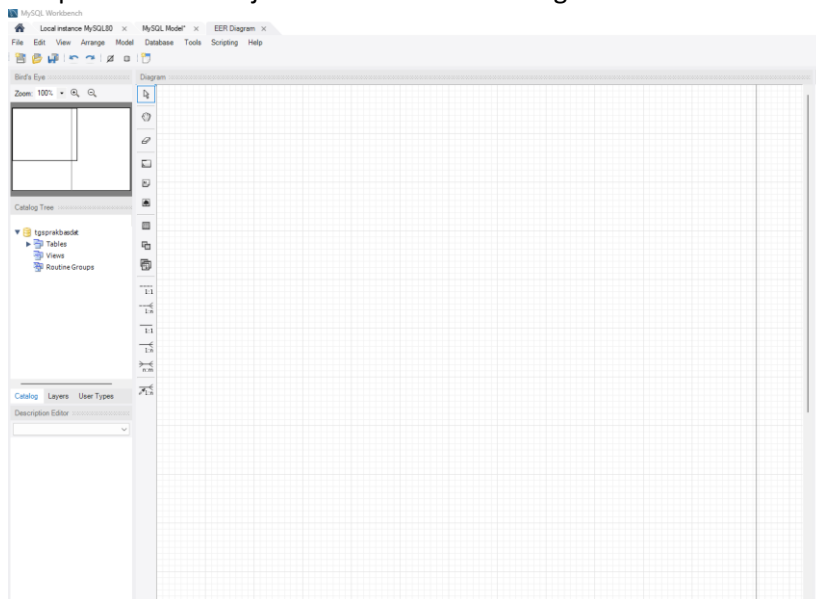 MySQL Workbench
Local instance MySQL80 × MySQL Model* × EER Diagram ×
File Edit View Arrange Model Database Tools Scripting Help
Bird's Eye
Diagram
Zoom: 100%
Catalog Tree
tgsprakbasdat
Tables
Views
Routine Groups
1:1
1:n
1:1
1:n
n:m
1:n
Catalog Layers User Types
Description Editor